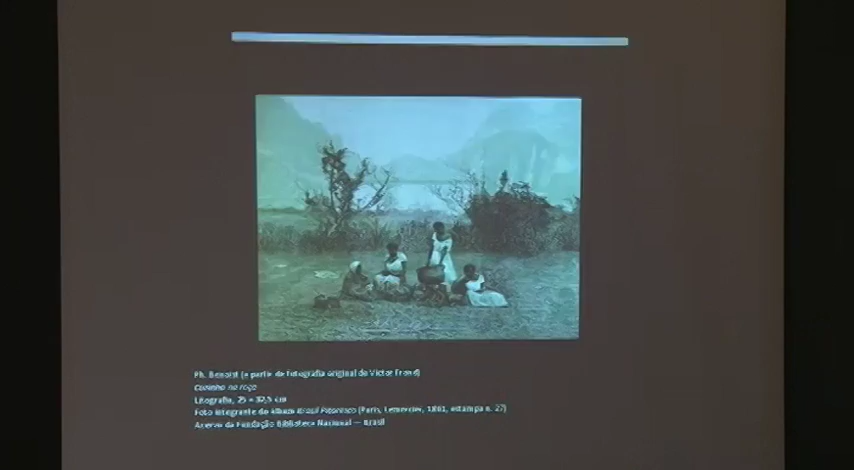 Ph. Benoist (a partir de fotografia original de Victor Frond)
Cozinha na roça
Litografia, 25 × 32,5 cm
Foto integrante do álbum Brasil Pitoresco (Paris, Lemercier, 1861, estampa n. 27)
Acervo da Fundação Biblioteca Nacional — Brasil